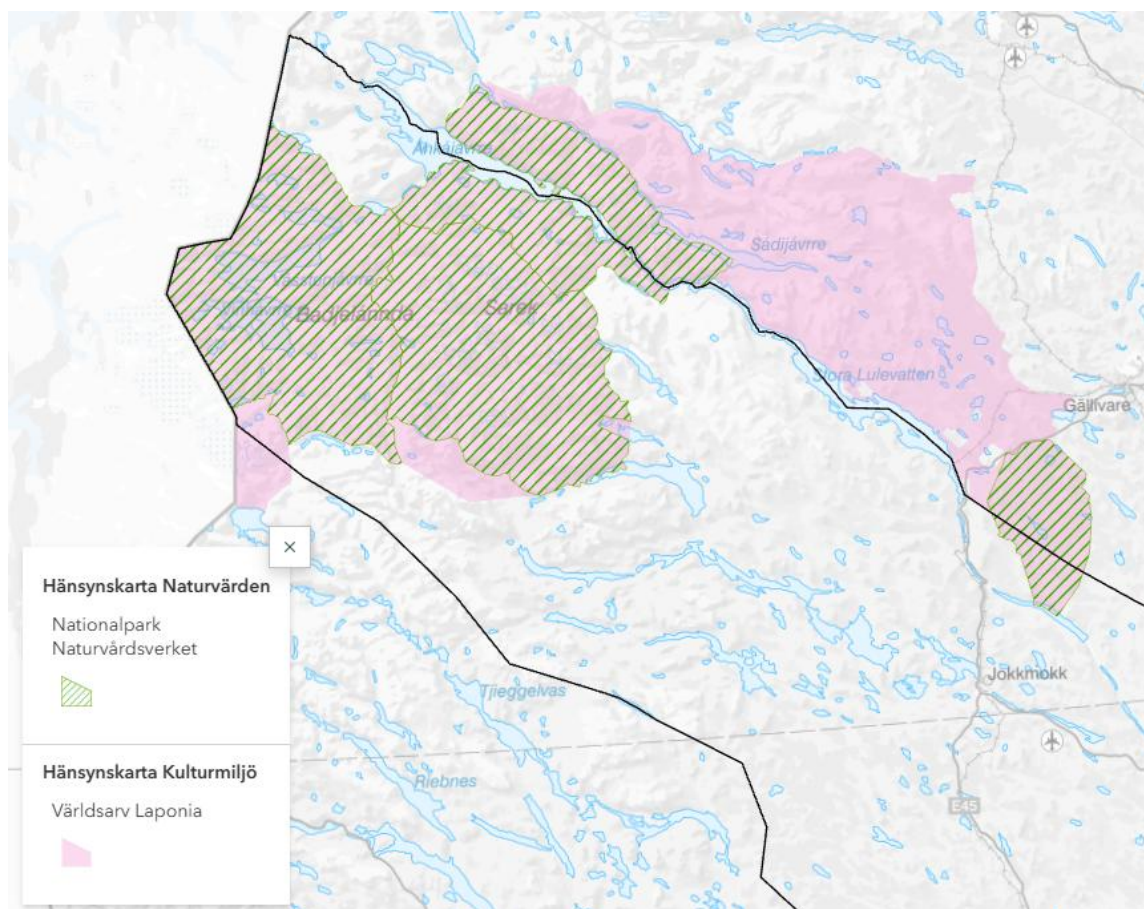 Áhkájávrre
Sádijávrre
Badjelánnda
Sarek
Stora Lulevatten
Gällivare
×
Hänsynskarta Naturvärden
Nationalpark
Naturvårdsverket
Jokkmokk
Tjieggelvas
Hänsynskarta Kulturmiljö
Riebnes
Världsarv Laponia
E45